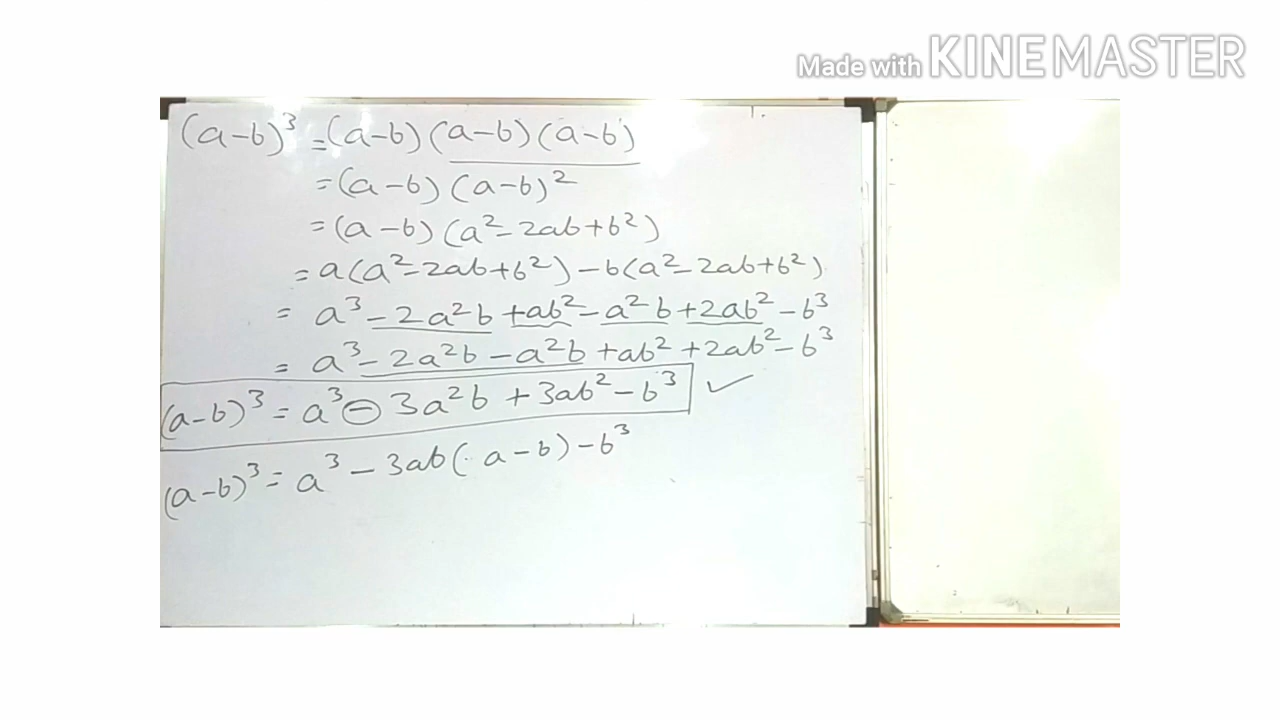 Made with KINEMASTER
(a-b)³ = (a-b) (a-b) (a-b)
= (a-b) (a-b)²
= (a-b) (a²-2ab+b²)
= a(a²-2ab+b²) - b(a²-2ab+b²)
= a³ - 2a²b + ab² - a²b + 2ab² - b³
= a³ - 2a²b - a²b + ab² + 2ab² - b³
(a-b)³ = a³ - 3a²b + 3ab² - b³ ✓
(a-b)³ = a³ - 3ab( a-b) - b³